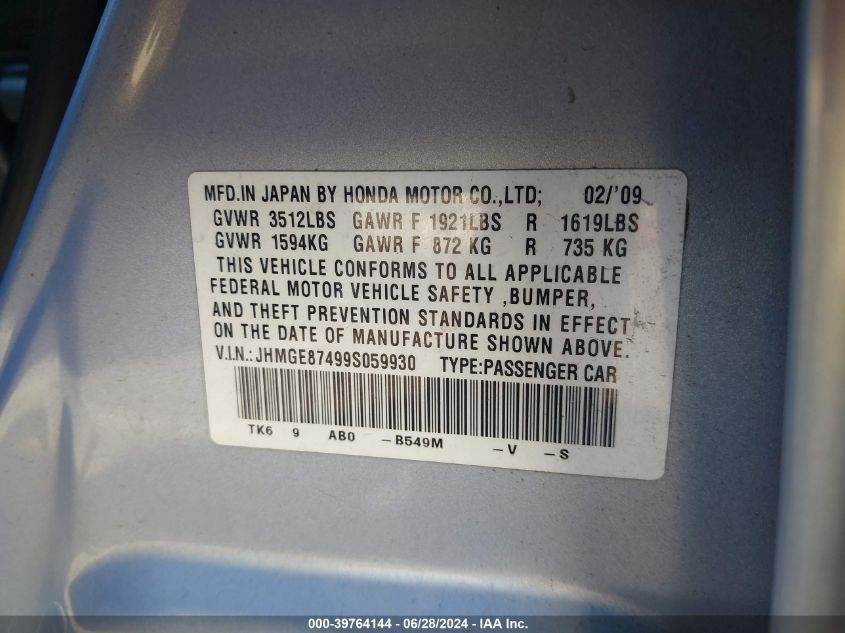 MFD.IN JAPAN BY HONDA MOTOR CO.,LTD; 02/'09
GVWR 3512LBS GAWR F 1921LBS R 1619LBS
GVWR 1594KG GAWR F 872 KG R 735 KG
THIS VEHICLE CONFORMS TO ALL APPLICABLE
FEDERAL MOTOR VEHICLE SAFETY ,BUMPER,
AND THEFT PREVENTION STANDARDS IN EFFECT
ON THE DATE OF MANUFACTURE SHOWN ABOVE.
V.I.N.:JHMGE87499S059930 TYPE:PASSENGER CAR
TK6 9 AB0 -B549M -V -S
000-39764144 / 06/28/2024 - IAA Inc.